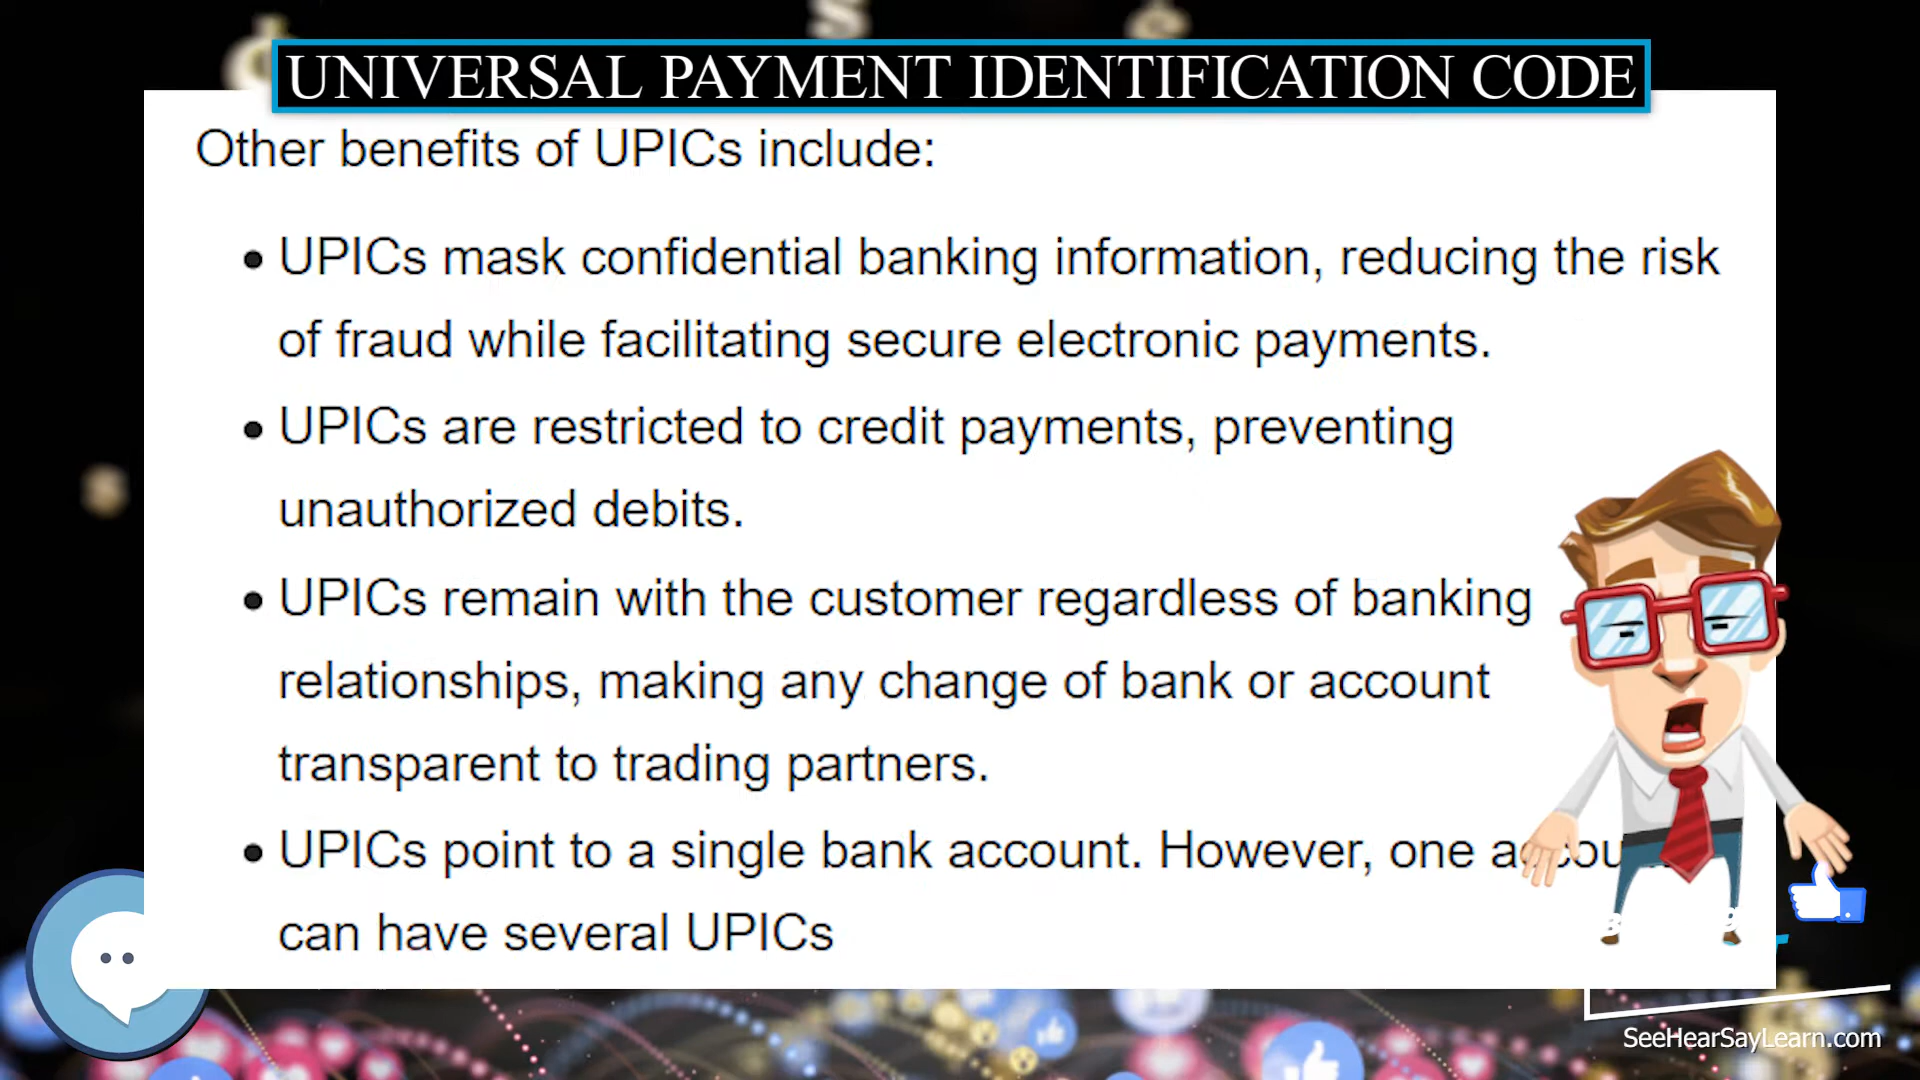 UNIVERSAL PAYMENT IDENTIFICATION CODE
Other benefits of UPICs include:
• UPICs mask confidential banking information, reducing the risk
of fraud while facilitating secure electronic payments.
• UPICs are restricted to credit payments, preventing
unauthorized debits.
• UPICs remain with the customer regardless of banking
relationships, making any change of bank or account
transparent to trading partners.
• UPICs point to a single bank account. However, one
can have several UPICs
SeeHearSayLearn.com